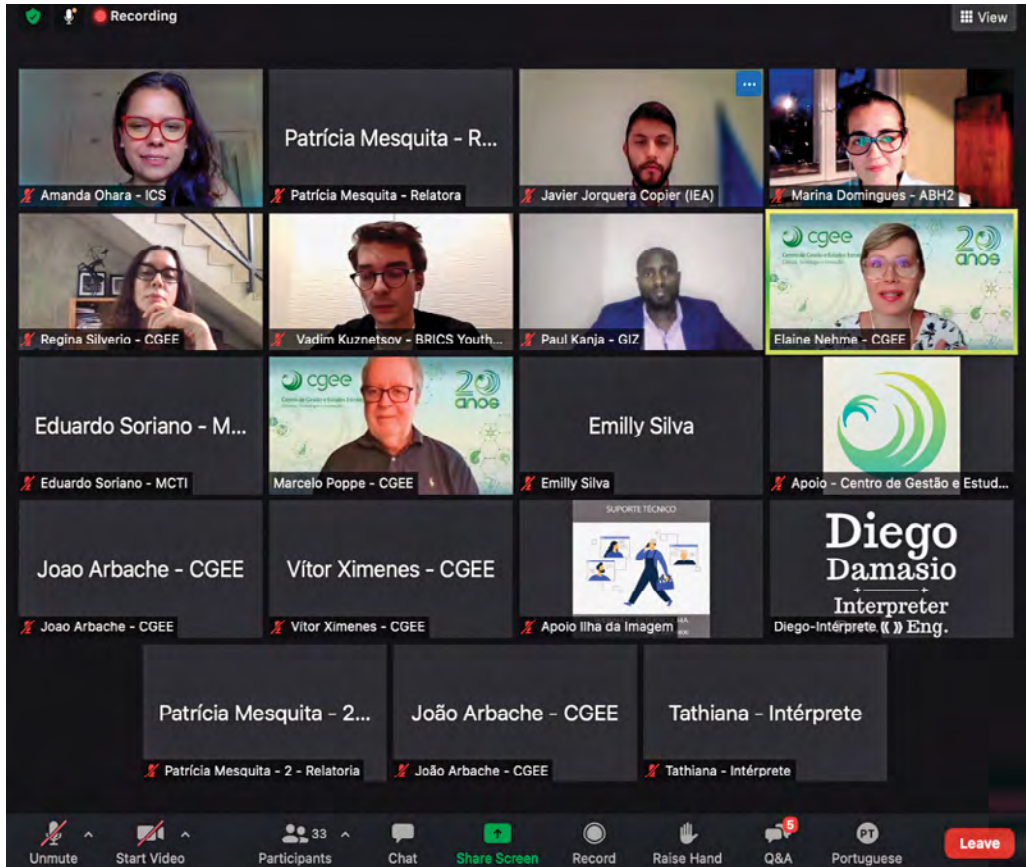 Recording
View
Amanda Ohara - ICS
Patrícia Mesquita - R...
Patrícia Mesquita - Relatora
Javier Jorquera Copier (IEA)
Marina Domingues - ABH2
Regina Silverio - CGEE
Vadim Kuznetsov - BRICS Youth...
Paul Kanja - GIZ
cgee
20
anos
Elaine Nehme - CGEE
Eduardo Soriano - M...
Eduardo Soriano - MCTI
cgee
20
anos
Marcelo Poppe - CGEE
Emilly Silva
Emilly Silva
Apoio - Centro de Gestão e Estud...
Joao Arbache - CGEE
Joao Arbache - CGEE
Vítor Ximenes - CGEE
Vítor Ximenes - CGEE
SUPORTE TÉCNICO
Apoio Ilha da Imagem
Diego
Damasio
Interpreter
Eng.
Diego-Intérprete
Patrícia Mesquita - 2...
Patrícia Mesquita - 2 - Relatoria
João Arbache - CGEE
João Arbache - CGEE
Tathiana - Intérprete
Tathiana - Intérprete
Unmute
Start Video
33
Participants
Chat
Share Screen
Record
Raise Hand
5
Q&A
PT
Portuguese
Leave